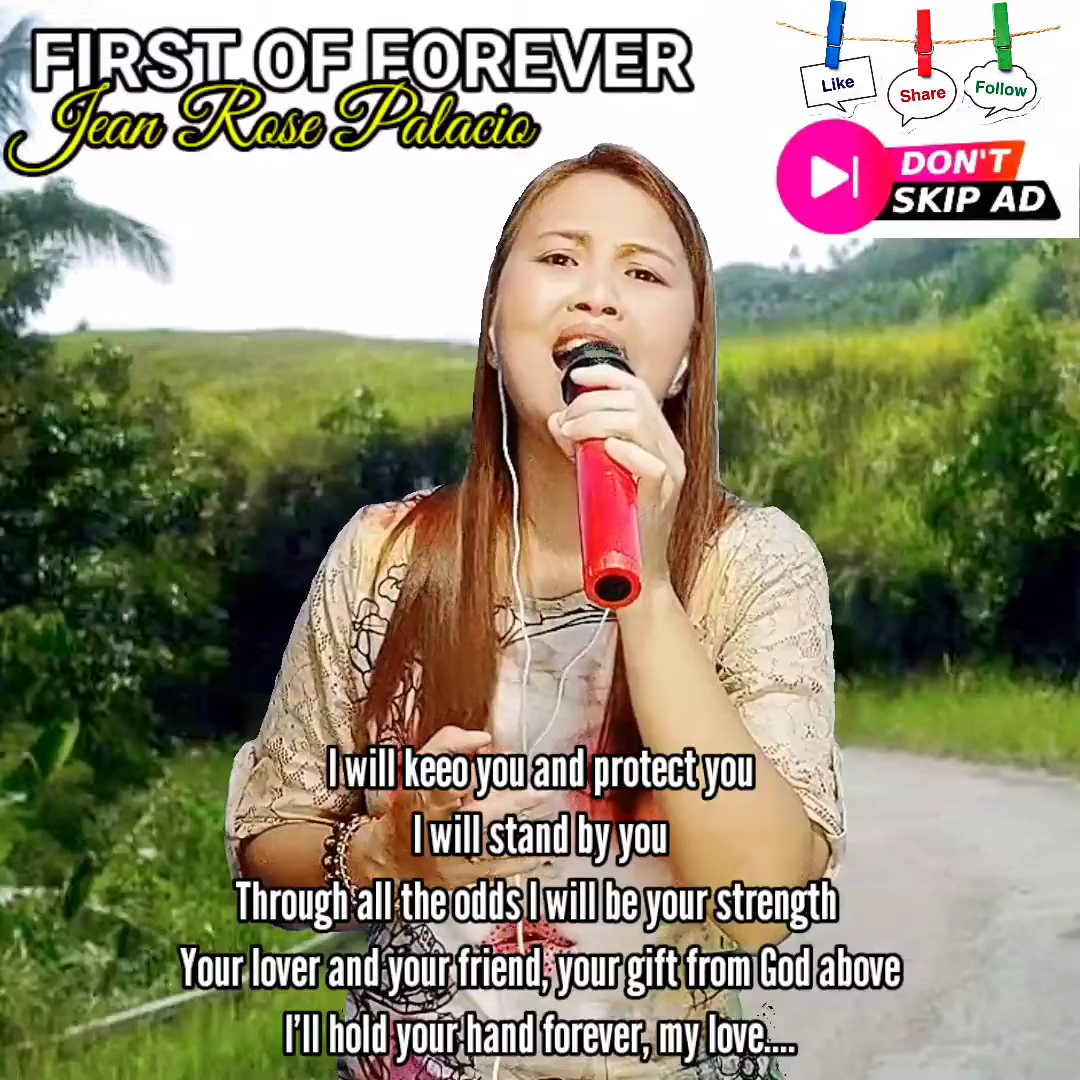 FIRST OF FOREVER
Jean Rose Palacio
Like
Share
Follow
DON'T
SKIP AD
I will keeo you and protect you
I will stand by you
Through all the odds I will be your strength
Your lover and your friend, your gift from God above
I'll hold your hand forever, my love....